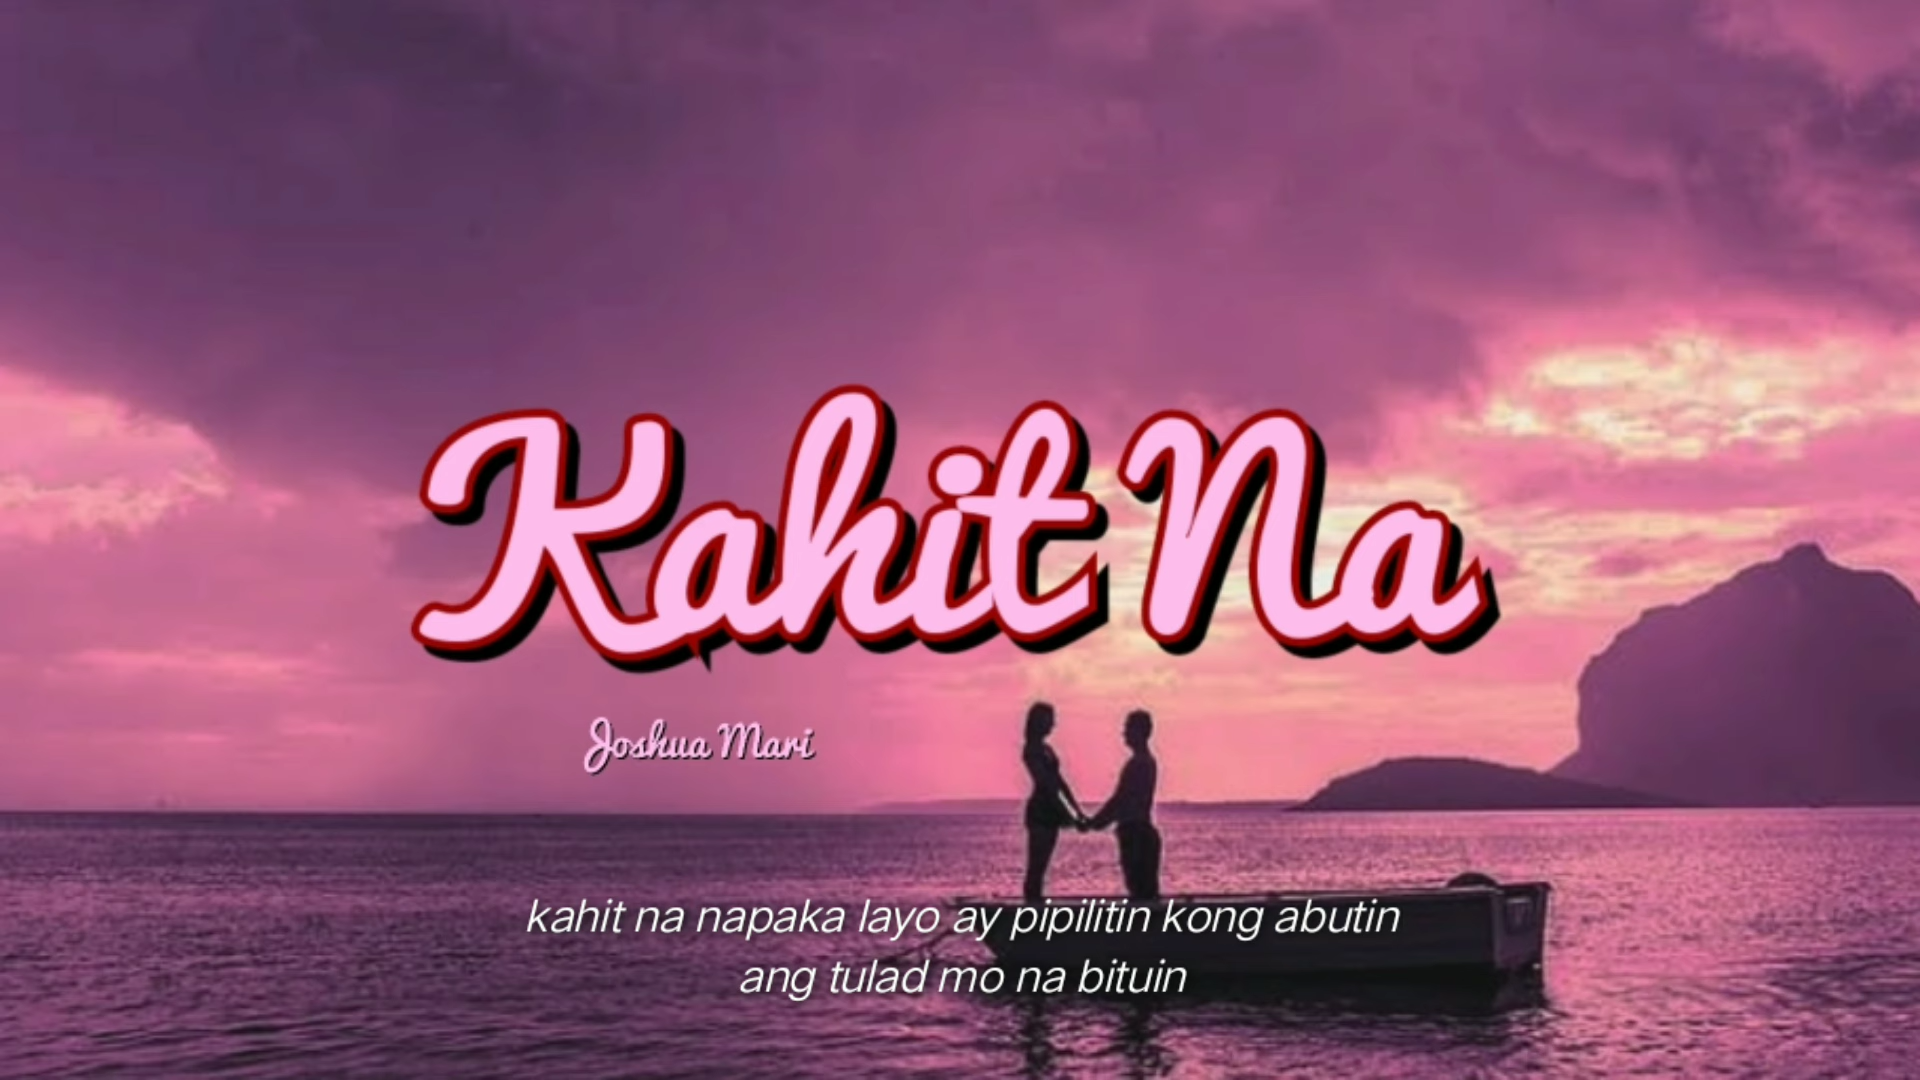 Kahit Na
Joshua Mari
kahit na napaka layo ay pipilitin kong abutin
ang tulad mo na bituin